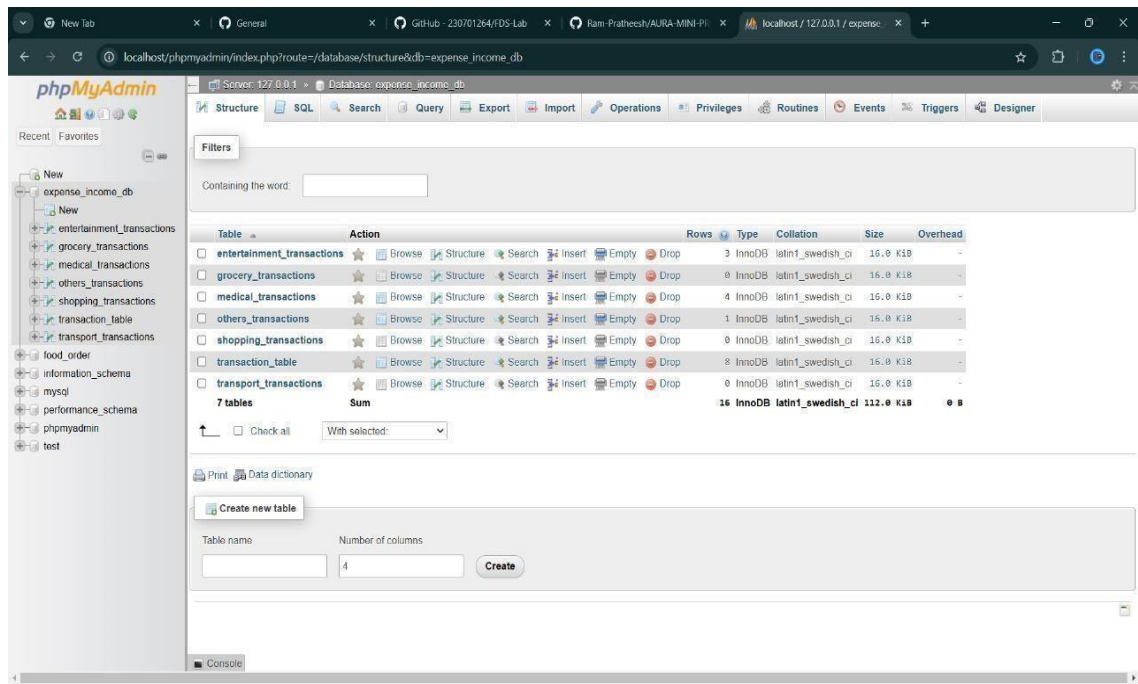 New Tab
General
GitHub - 230701264/FDS-Lab
Ram-Pratheesh/AURA-MINI-PR
localhost / 127.0.0.1 / expense_
localhost/phpmyadmin/index.php?route=/database/structure&db=expense_income_db
phpMyAdmin
Recent Favorites
New
expense_income_db
New
entertainment_transactions
grocery_transactions
medical_transactions
others_transactions
shopping_transactions
transaction_table
transport_transactions
food_order
information_schema
mysql
performance_schema
phpmyadmin
test
Server: 127.0.0.1 » Database: expense_income_db
Structure SQL Search Query Export Import Operations Privileges Routines Events Triggers Designer
Filters
Containing the word:
Table Action Rows Type Collation Size Overhead
entertainment_transactions Browse Structure Search Insert Empty Drop 3 InnoDB latin1_swedish_ci 16.0 KiB -
grocery_transactions Browse Structure Search Insert Empty Drop 0 InnoDB latin1_swedish_ci 16.0 KiB -
medical_transactions Browse Structure Search Insert Empty Drop 4 InnoDB latin1_swedish_ci 16.0 KiB -
others_transactions Browse Structure Search Insert Empty Drop 1 InnoDB latin1_swedish_ci 16.0 KiB -
shopping_transactions Browse Structure Search Insert Empty Drop 0 InnoDB latin1_swedish_ci 16.0 KiB -
transaction_table Browse Structure Search Insert Empty Drop 8 InnoDB latin1_swedish_ci 16.0 KiB -
transport_transactions Browse Structure Search Insert Empty Drop 0 InnoDB latin1_swedish_ci 16.0 KiB -
7 tables Sum 16 InnoDB latin1_swedish_ci 112.0 KiB 0 B
Check all With selected:
Print Data dictionary
Create new table
Table name Number of columns
4 Create
Console